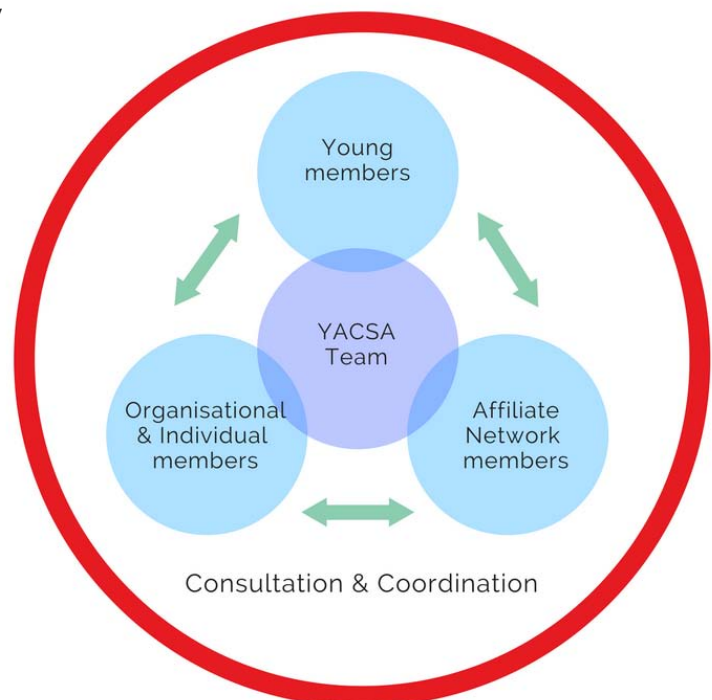 Young
members
YACSA
Team
Organisational
& Individual
members
Affiliate
Network
members
Consultation & Coordination